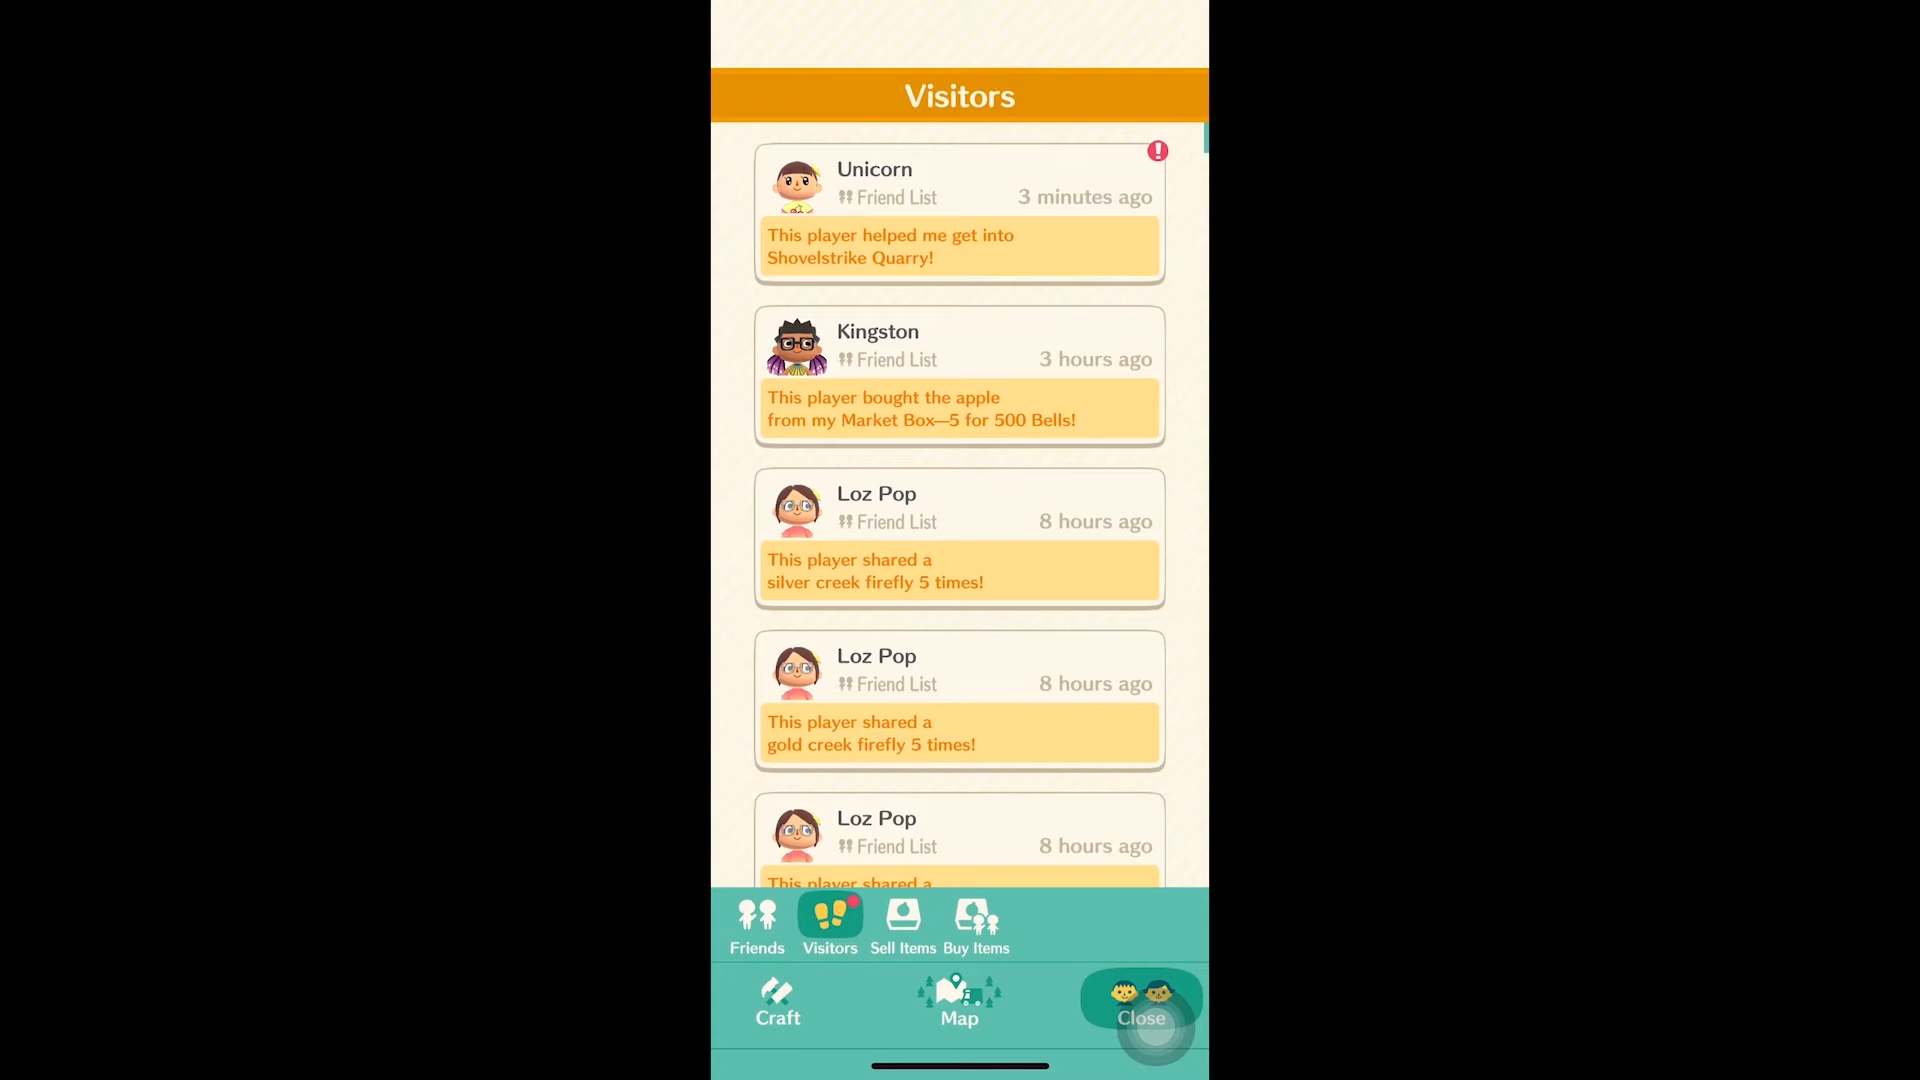 Visitors
Unicorn
Friend List
3 minutes ago
This player helped me get into
Shovelstrike Quarry!
Kingston
Friend List
3 hours ago
This player bought the apple
from my Market Box—5 for 500 Bells!
Loz Pop
Friend List
8 hours ago
This player shared a
silver creek firefly 5 times!
Loz Pop
Friend List
8 hours ago
This player shared a
gold creek firefly 5 times!
Loz Pop
Friend List
8 hours ago
This player shared a
Friends
Visitors
Sell Items
Buy Items
Craft
Map
Close